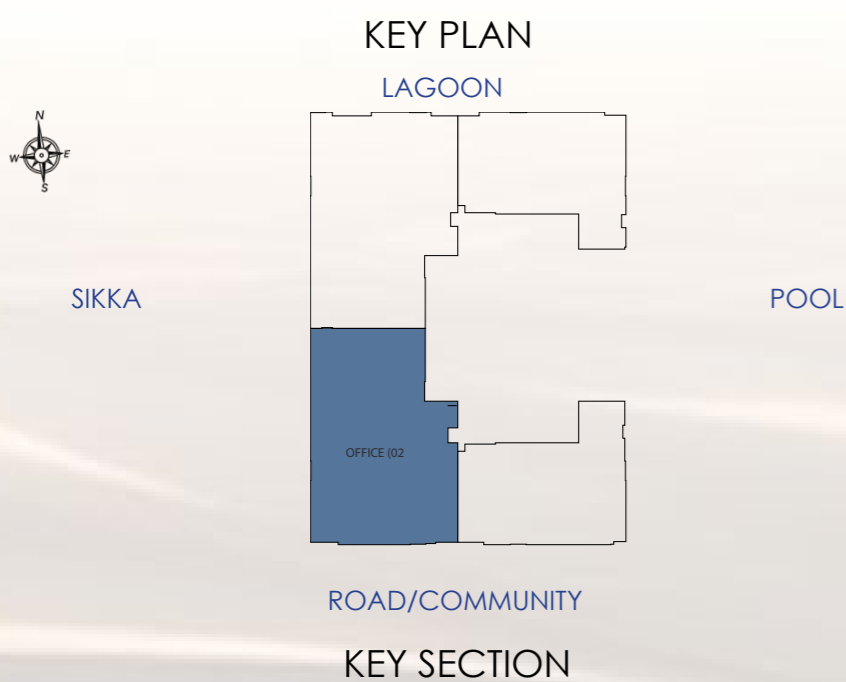 KEY PLAN
LAGOON
N
W E
S
SIKKA
POOL
OFFICE (02
ROAD/COMMUNITY
KEY SECTION